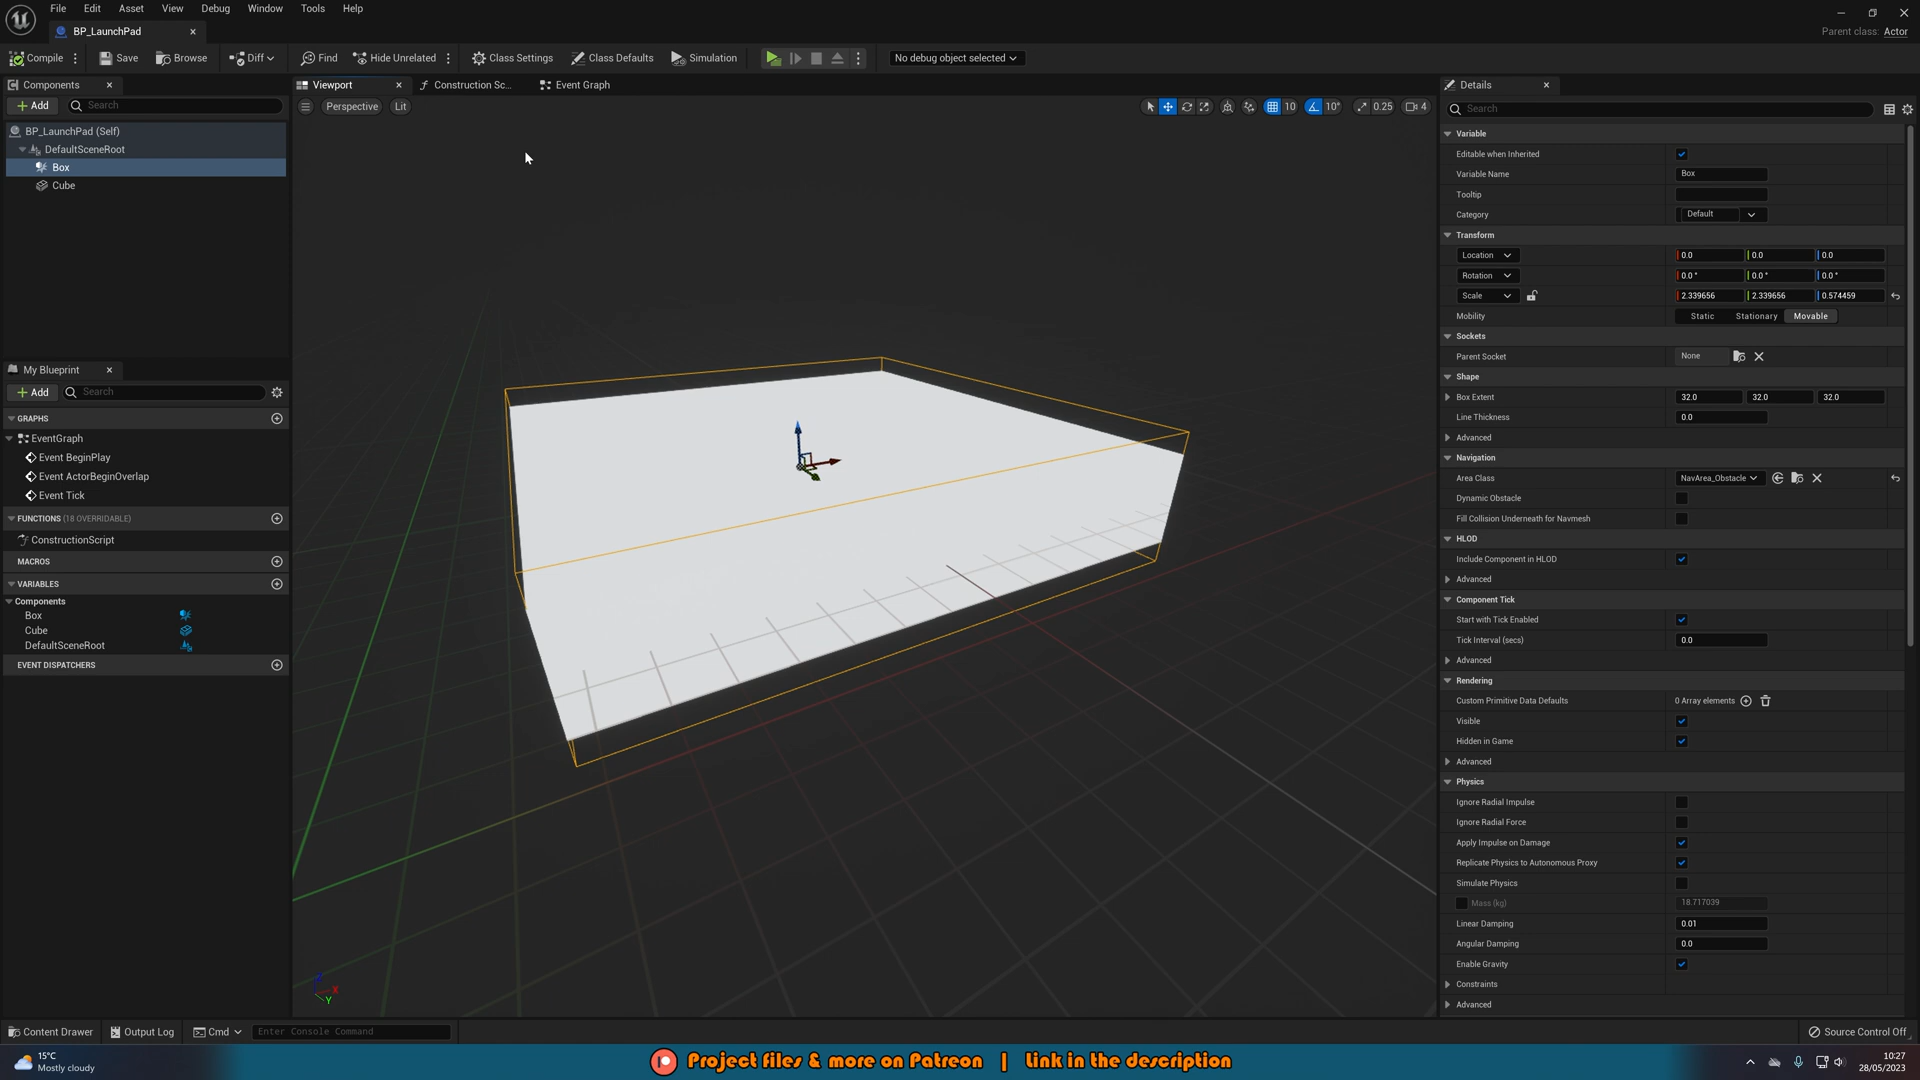 File Edit Asset View Debug Window Tools Help
BP_LaunchPad
Parent class: Actor
Compile Save Browse Diff Find Hide Unrelated Class Settings Class Defaults Simulation No debug object selected
Components
Add Search
BP_LaunchPad (Self)
DefaultSceneRoot
Box
Cube
My Blueprint
Add Search
GRAPHS
EventGraph
Event BeginPlay
Event ActorBeginOverlap
Event Tick
FUNCTIONS (18 OVERRIDABLE)
ConstructionScript
MACROS
VARIABLES
Components
Box
Cube
DefaultSceneRoot
EVENT DISPATCHERS
Viewport Construction Sc... Event Graph
Perspective Lit 10 10° 0.25 4
X
Y
Details
Search
Variable
Editable when Inherited
Variable Name Box
Tooltip
Category Default
Transform
Location 0.0 0.0 0.0
Rotation 0.0 ° 0.0 ° 0.0 °
Scale 2.339656 2.339656 0.574459
Mobility Static Stationary Movable
Sockets
Parent Socket None
Shape
Box Extent 32.0 32.0 32.0
Line Thickness 0.0
Advanced
Navigation
Area Class NavArea_Obstacle
Dynamic Obstacle
Fill Collision Underneath for Navmesh
HLOD
Include Component in HLOD
Advanced
Component Tick
Start with Tick Enabled
Tick Interval (secs) 0.0
Advanced
Rendering
Custom Primitive Data Defaults 0 Array elements
Visible
Hidden in Game
Advanced
Physics
Ignore Radial Impulse
Ignore Radial Force
Apply Impulse on Damage
Replicate Physics to Autonomous Proxy
Simulate Physics
Mass (kg) 18.717039
Linear Damping 0.01
Angular Damping 0.0
Enable Gravity
Constraints
Advanced
Content Drawer Output Log Cmd Enter Console Command Source Control Off
15°C
Mostly cloudy
Project files & more on Patreon | Link in the description
10:27
28/05/2023